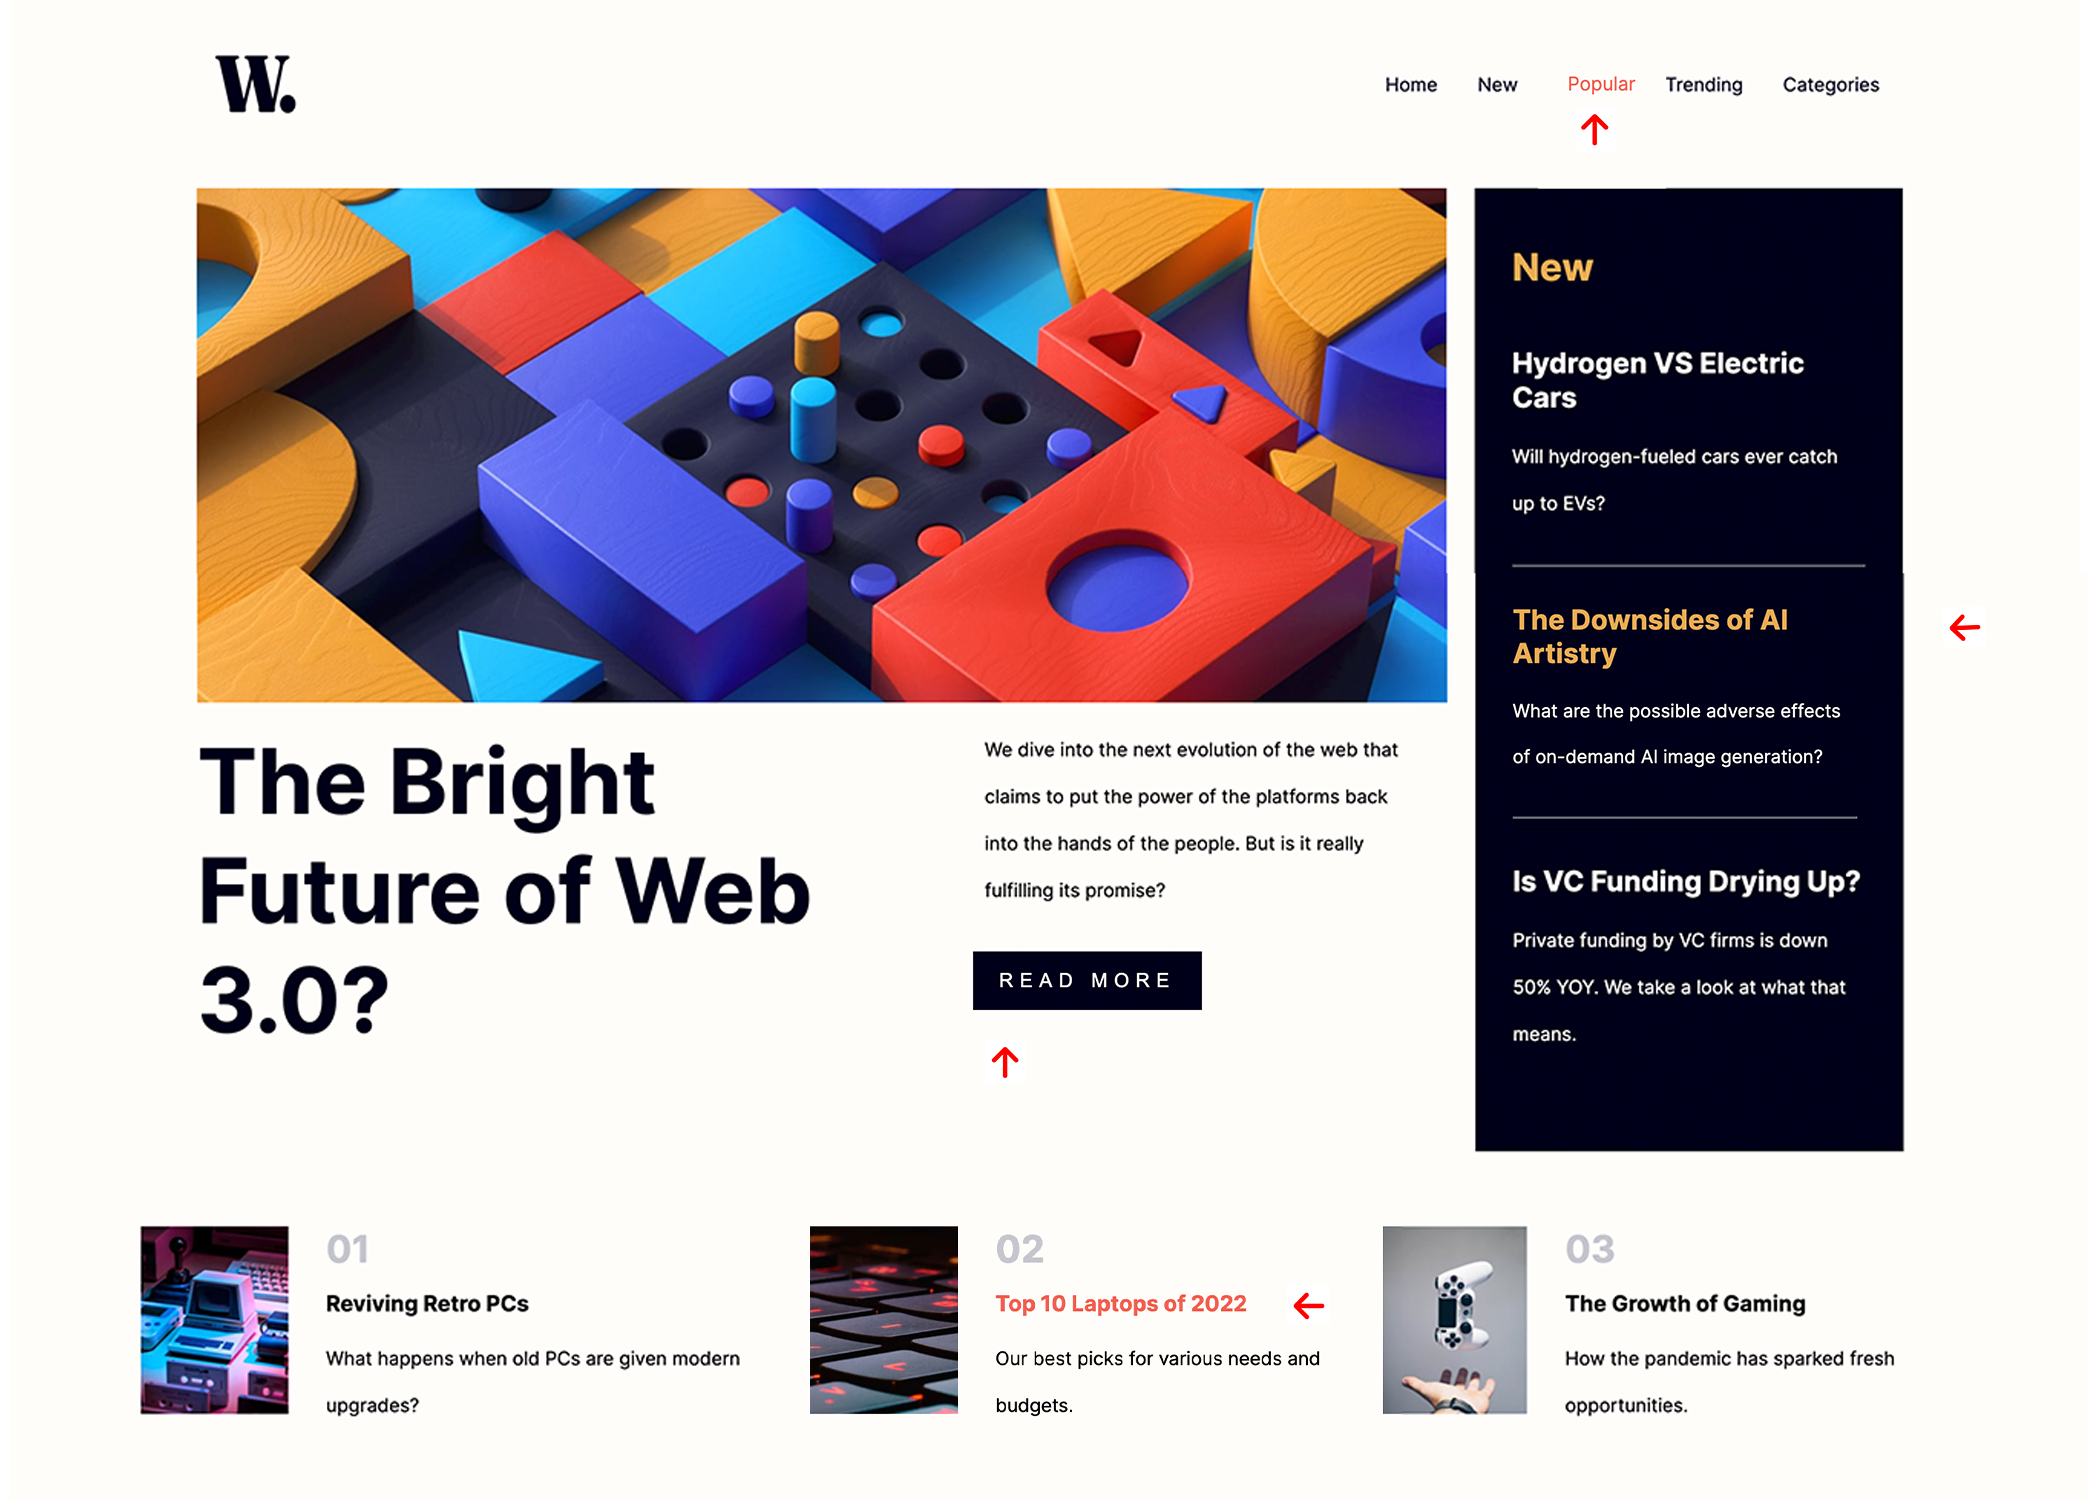 W.
Home New Popular Trending Categories
The Bright
Future of Web
3.0?
We dive into the next evolution of the web that
claims to put the power of the platforms back
into the hands of the people. But is it really
fulfilling its promise?
READ MORE
New
Hydrogen VS Electric
Cars
Will hydrogen-fueled cars ever catch
up to EVs?
The Downsides of AI
Artistry
What are the possible adverse effects
of on-demand AI image generation?
Is VC Funding Drying Up?
Private funding by VC firms is down
50% YOY. We take a look at what that
means.
01
Reviving Retro PCs
What happens when old PCs are given modern
upgrades?
02
Top 10 Laptops of 2022
Our best picks for various needs and
budgets.
03
The Growth of Gaming
How the pandemic has sparked fresh
opportunities.